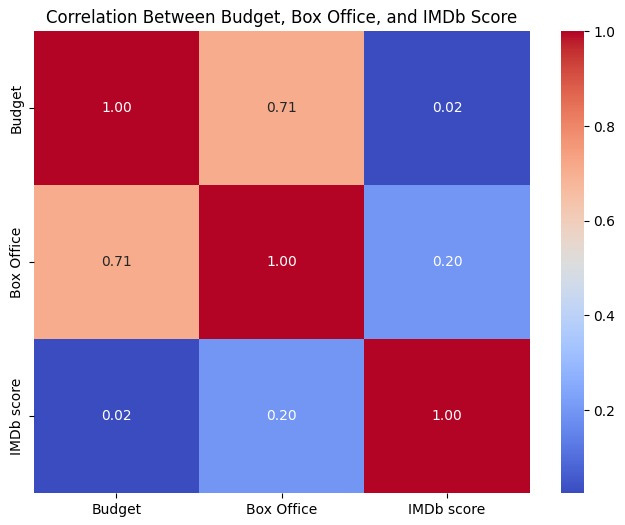 Correlation Between Budget, Box Office, and IMDb Score
Budget
1.00 0.71 0.02
Box Office
0.71 1.00 0.20
IMDb score
0.02 0.20 1.00
Budget Box Office IMDb score
1.0
0.8
0.6
0.4
0.2